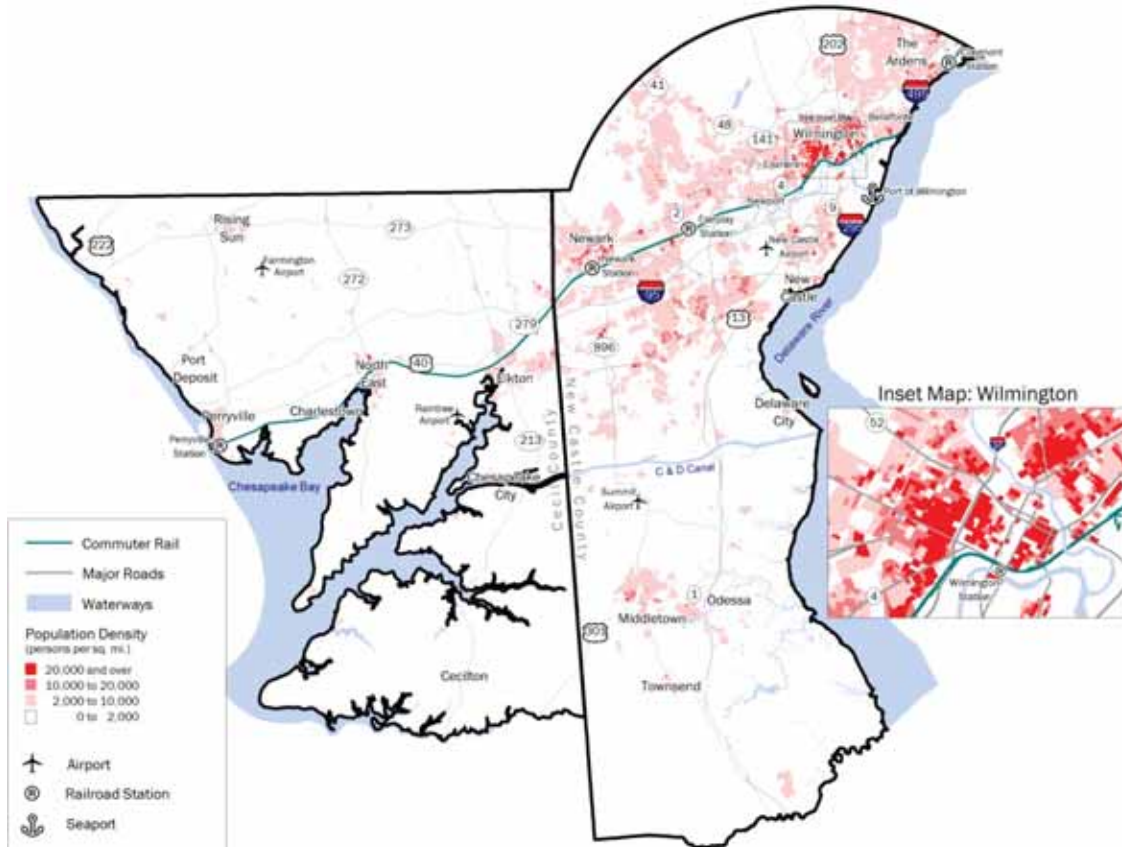 202
The
Ardens
Station
41
48
141
Wilmington
Bellefonte
4
Newport
Port of Wilmington
9
2
Fairplay
Station
New Castle
Airport
Newark
Newark
Station
95
New
Castle
13
Delaware River
222
Rising
Sun
Farmington
Airport
273
272
279
896
Port
Deposit
North
East
40
Elkton
Perryville
Charlestown
Raintree
Airport
213
Perryville
Station
Chesapeake Bay
Chesapeake
City
Cecil County
New Castle County
C & D Canal
Summit
Airport
Delaware
City
Inset Map: Wilmington
52
95
Wilmington
Station
4
1
Odessa
Middletown
301
Townsend
Cecilton
Commuter Rail
Major Roads
Waterways
Population Density
(persons per sq. mi.)
20,000 and over
10,000 to 20,000
2,000 to 10,000
0 to 2,000
Airport
Railroad Station
Seaport